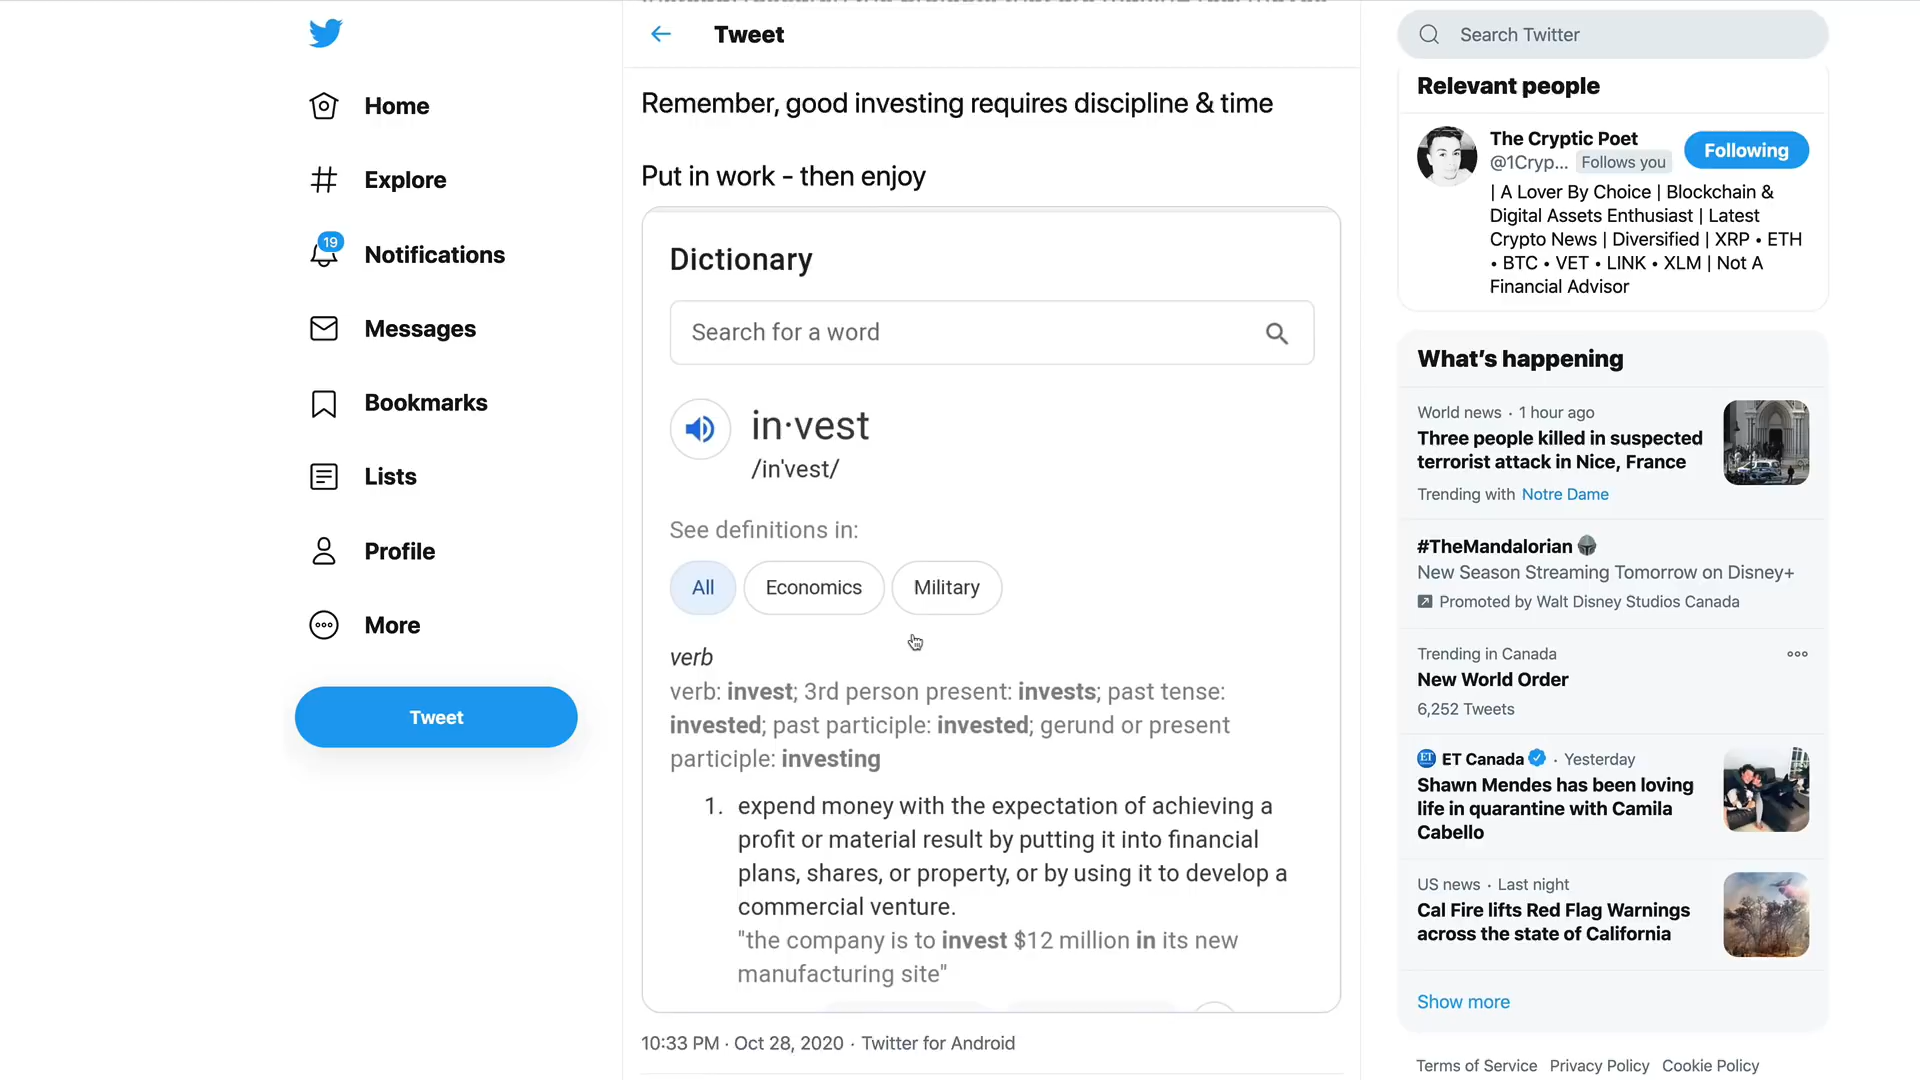 Home
Explore
19
Notifications
Messages
Bookmarks
Lists
Profile
More
Tweet
Tweet
Remember, good investing requires discipline & time
Put in work - then enjoy
Dictionary
Search for a word
in·vest
/in'vest/
See definitions in:
All
Economics
Military
verb
verb: invest; 3rd person present: invests; past tense:
invested; past participle: invested; gerund or present
participle: investing
1. expend money with the expectation of achieving a
profit or material result by putting it into financial
plans, shares, or property, or by using it to develop a
commercial venture.
"the company is to invest $12 million in its new
manufacturing site"
10:33 PM · Oct 28, 2020 · Twitter for Android
Search Twitter
Relevant people
The Cryptic Poet
@1Cryp... Follows you
Following
| A Lover By Choice | Blockchain &
Digital Assets Enthusiast | Latest
Crypto News | Diversified | XRP • ETH
• BTC • VET • LINK • XLM | Not A
Financial Advisor
What's happening
World news · 1 hour ago
Three people killed in suspected
terrorist attack in Nice, France
Trending with Notre Dame
#TheMandalorian
New Season Streaming Tomorrow on Disney+
Promoted by Walt Disney Studios Canada
Trending in Canada
New World Order
6,252 Tweets
ET Canada · Yesterday
Shawn Mendes has been loving
life in quarantine with Camila
Cabello
US news · Last night
Cal Fire lifts Red Flag Warnings
across the state of California
Show more
Terms of Service Privacy Policy Cookie Policy